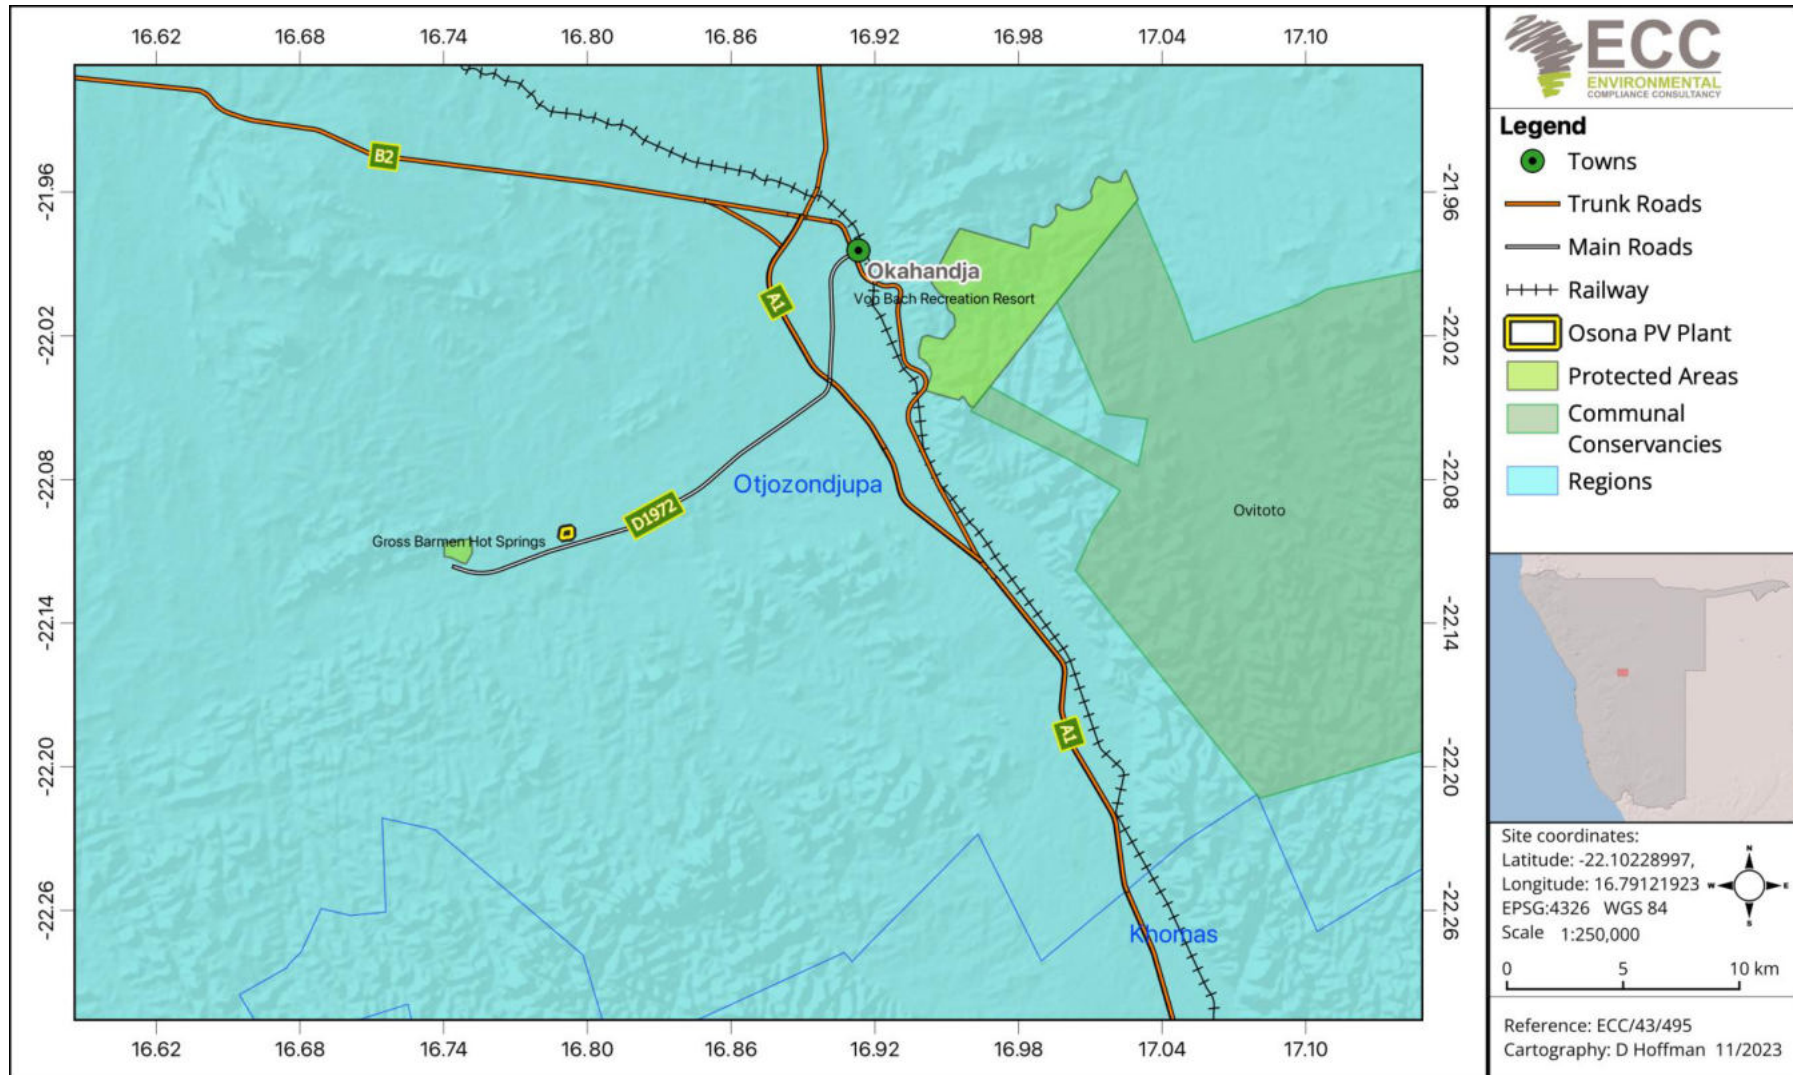 16.62 16.68 16.74 16.80 16.86 16.92 16.98 17.04 17.10
-21.96
-22.02
-22.08
-22.14
-22.20
-22.26
B2
A1
Okahandja
Von Bach Recreation Resort
Otjozondjupa
D1972
Gross Barmen Hot Springs
Ovitoto
A1
Khomas
-21.96
-22.02
-22.08
-22.14
-22.20
-22.26
16.62 16.68 16.74 16.80 16.86 16.92 16.98 17.04 17.10
ECC
ENVIRONMENTAL
COMPLIANCE CONSULTANCY
Legend
Towns
Trunk Roads
Main Roads
Railway
Osona PV Plant
Protected Areas
Communal
Conservancies
Regions
Site coordinates:
Latitude: -22.10228997,
Longitude: 16.79121923
EPSG:4326 WGS 84
Scale 1:250,000
N
W E
S
0 5 10 km
Reference: ECC/43/495
Cartography: D Hoffman 11/2023